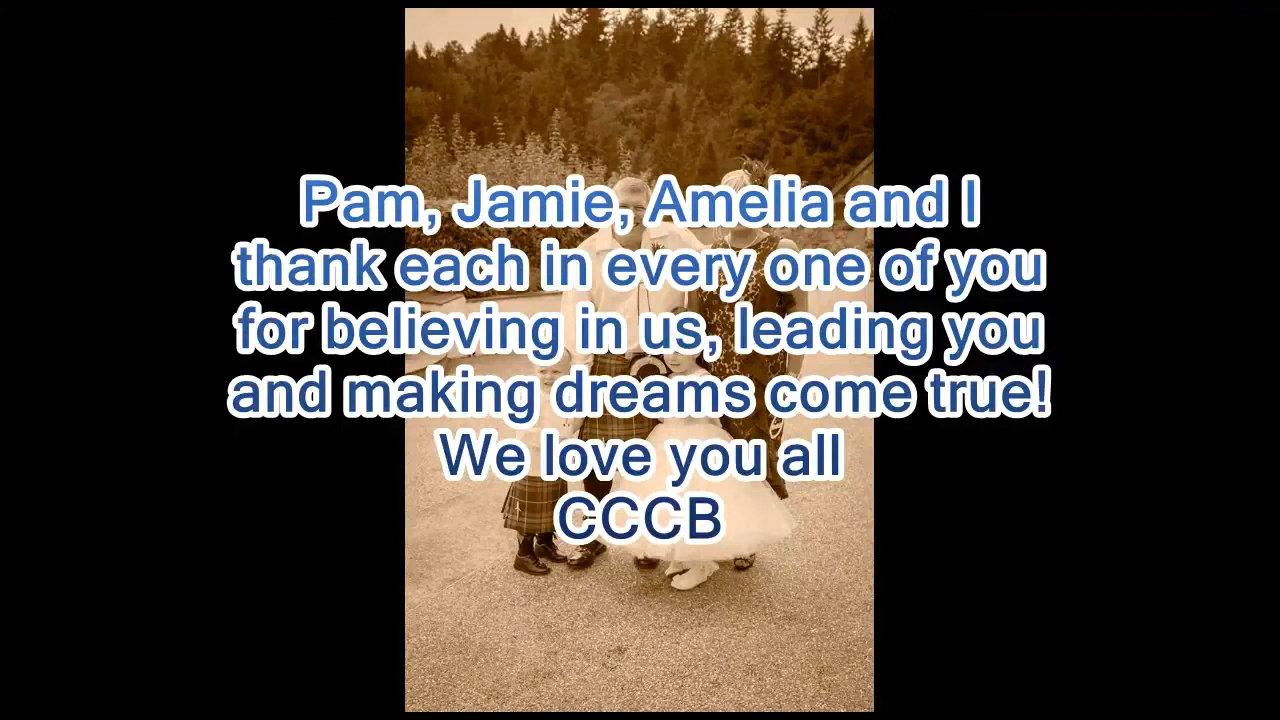 Pam, Jamie, Amelia and I
thank each in every one of you
for believing in us, leading you
and making dreams come true!
We love you all
CCCB